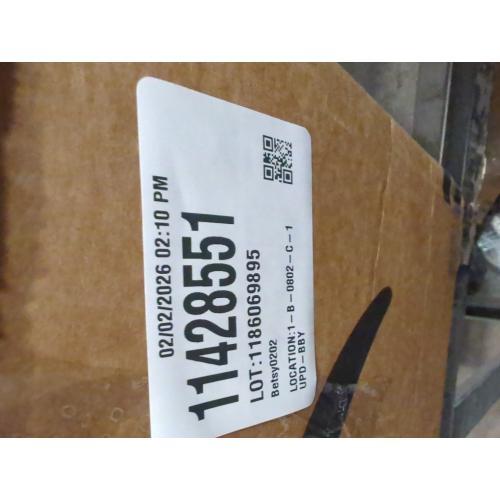 02/02/2026 02:10 PM
11428551
LOT:1186069895
Betsy0202
LOCATION:1-B-0802-C-1
UPD-BBY